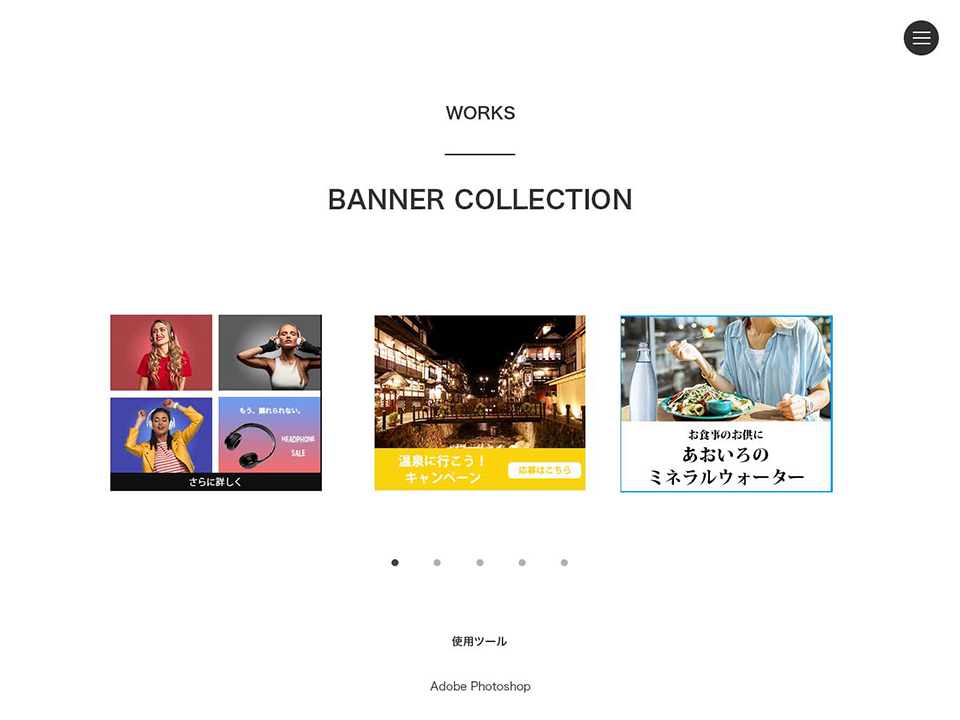 WORKS
BANNER COLLECTION
もう、離れられない。
HEADPHONE
SALE
さらに詳しく
温泉に行こう！
キャンペーン
応募はこちら
お食事のお供に
あおいろの
ミネラルウォーター
使用ツール
Adobe Photoshop